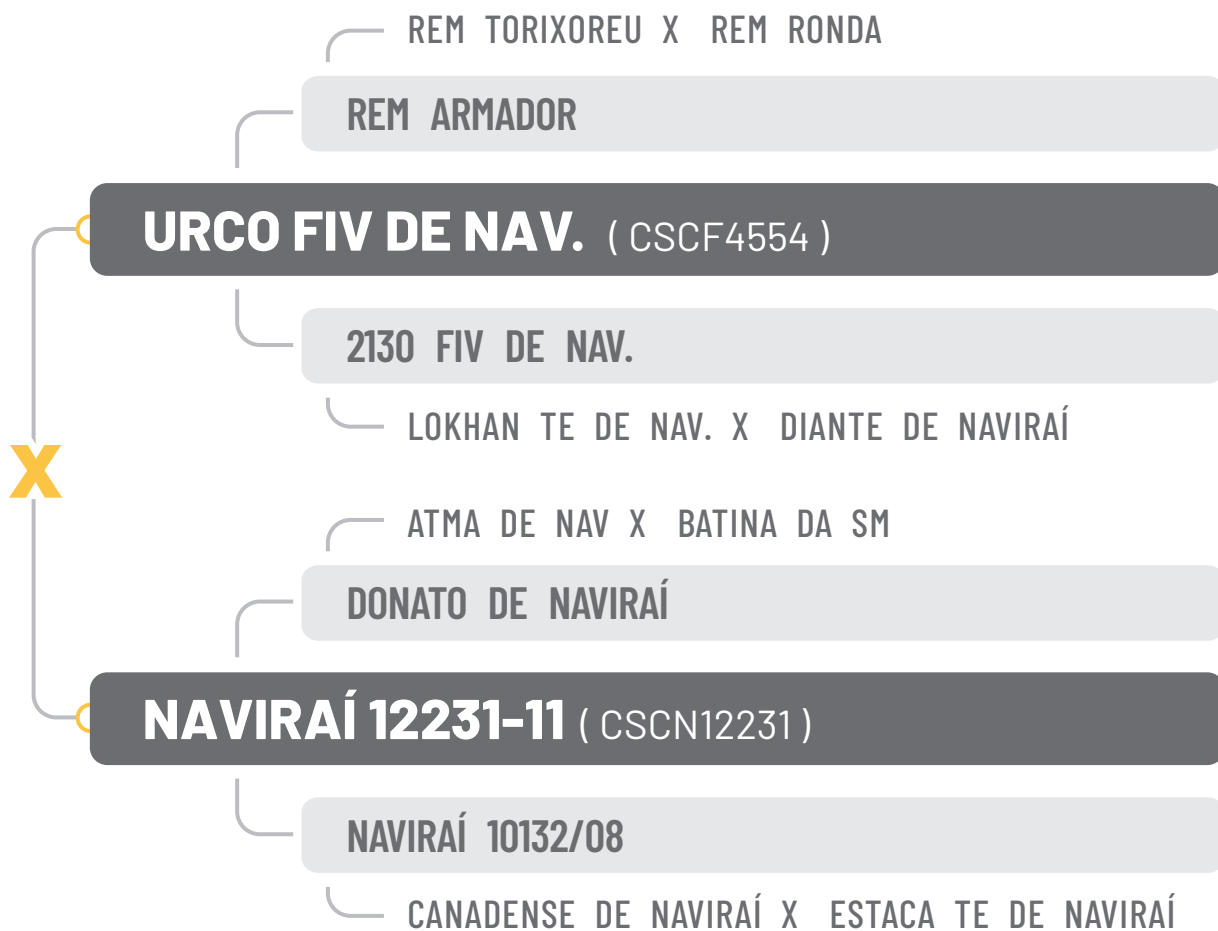 REM TORIXOREU X REM RONDA
REM ARMADOR
URCO FIV DE NAV. ( CSCF4554 )
2130 FIV DE NAV.
LOKHAN TE DE NAV. X DIANTE DE NAVIRAÍ
X
ATMA DE NAV X BATINA DA SM
DONATO DE NAVIRAÍ
NAVIRAÍ 12231-11 ( CSCN12231 )
NAVIRAÍ 10132/08
CANADENSE DE NAVIRAÍ X ESTACA TE DE NAVIRAÍ